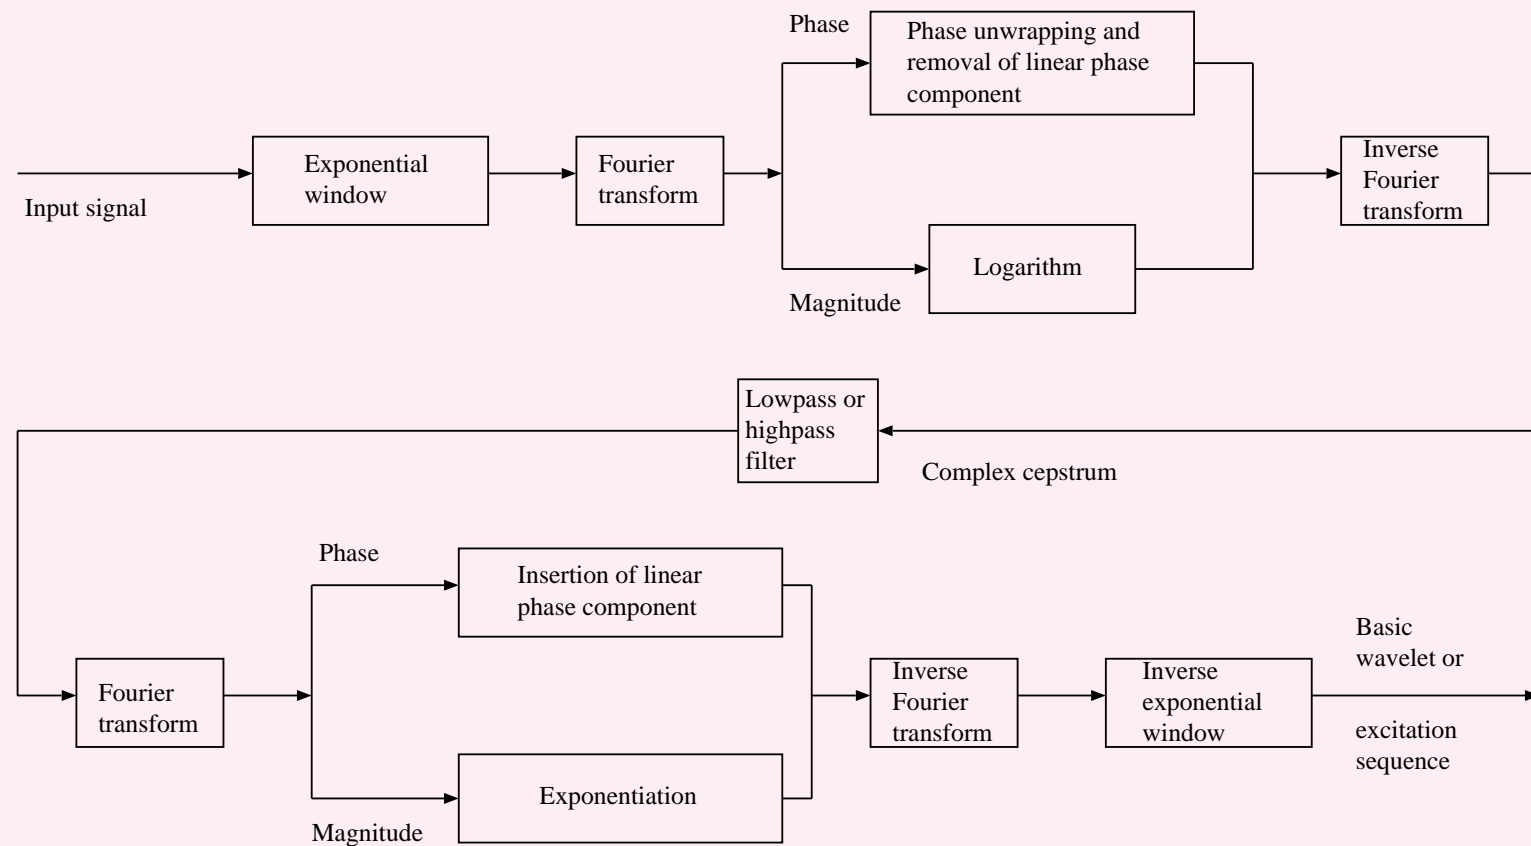 Input signal
Exponential
window
Fourier
transform
Phase
Phase unwrapping and
removal of linear phase
component
Magnitude
Logarithm
Inverse
Fourier
transform
Complex cepstrum
Lowpass or
highpass
filter
Fourier
transform
Phase
Insertion of linear
phase component
Magnitude
Exponentiation
Inverse
Fourier
transform
Inverse
exponential
window
Basic
wavelet or
excitation
sequence